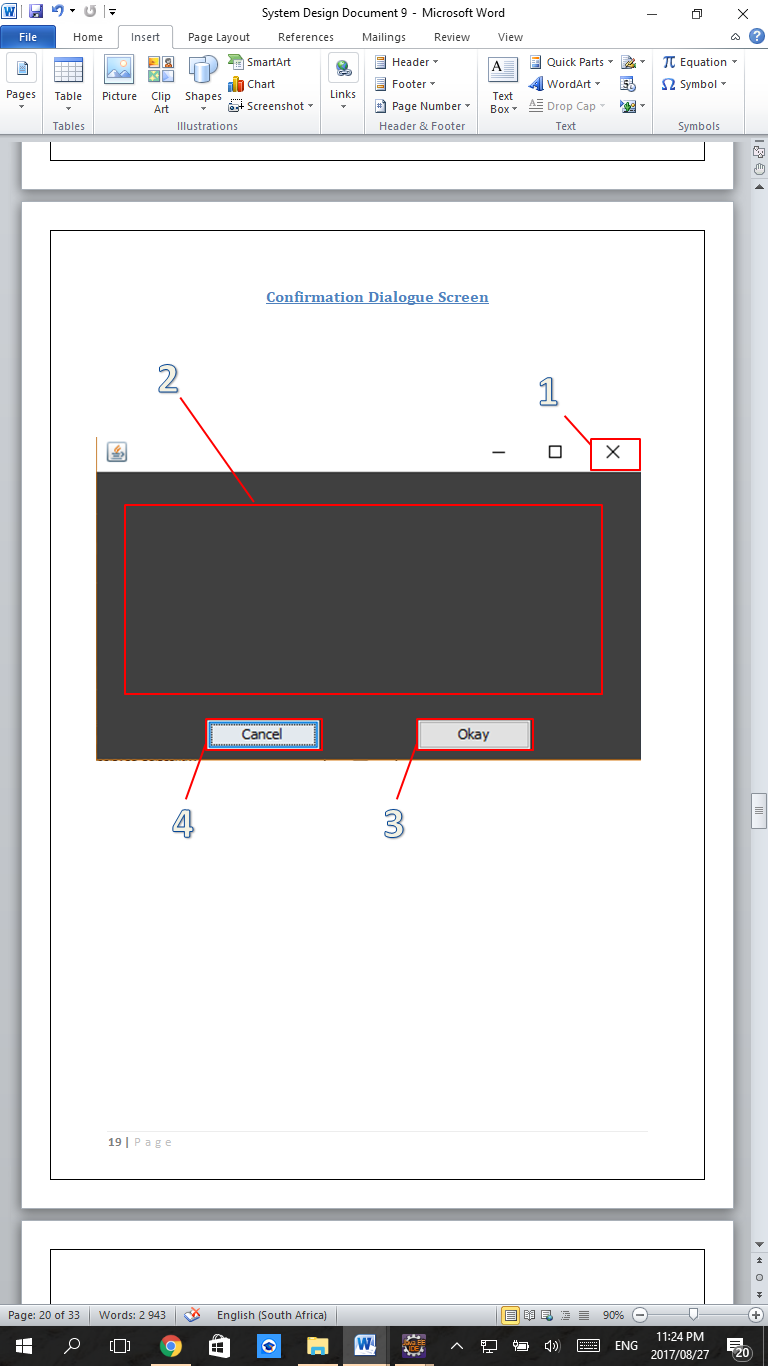 System Design Document 9 - Microsoft Word
File Home Insert Page Layout References Mailings Review View
Pages
Table
Tables
Picture
Clip Art
Shapes
SmartArt
Chart
Screenshot
Illustrations
Links
Header
Footer
Page Number
Header & Footer
Text Box
Quick Parts
WordArt
Drop Cap
Text
Equation
Symbol
Symbols
Confirmation Dialogue Screen
2
1
Cancel
Okay
4
3
19 | Page
Page: 20 of 33 Words: 2 943 English (South Africa) 90%
ENG
11:24 PM
2017/08/27
20